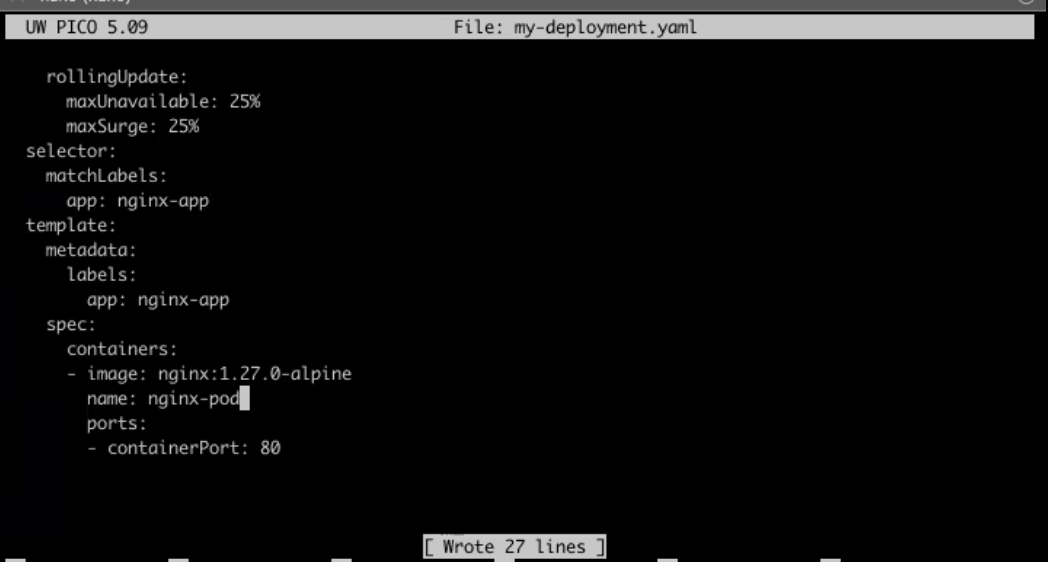 UW PICO 5.09 File: my-deployment.yaml
rollingUpdate:
maxUnavailable: 25%
maxSurge: 25%
selector:
matchLabels:
app: nginx-app
template:
metadata:
labels:
app: nginx-app
spec:
containers:
- image: nginx:1.27.0-alpine
name: nginx-pod
ports:
- containerPort: 80
[ Wrote 27 lines ]